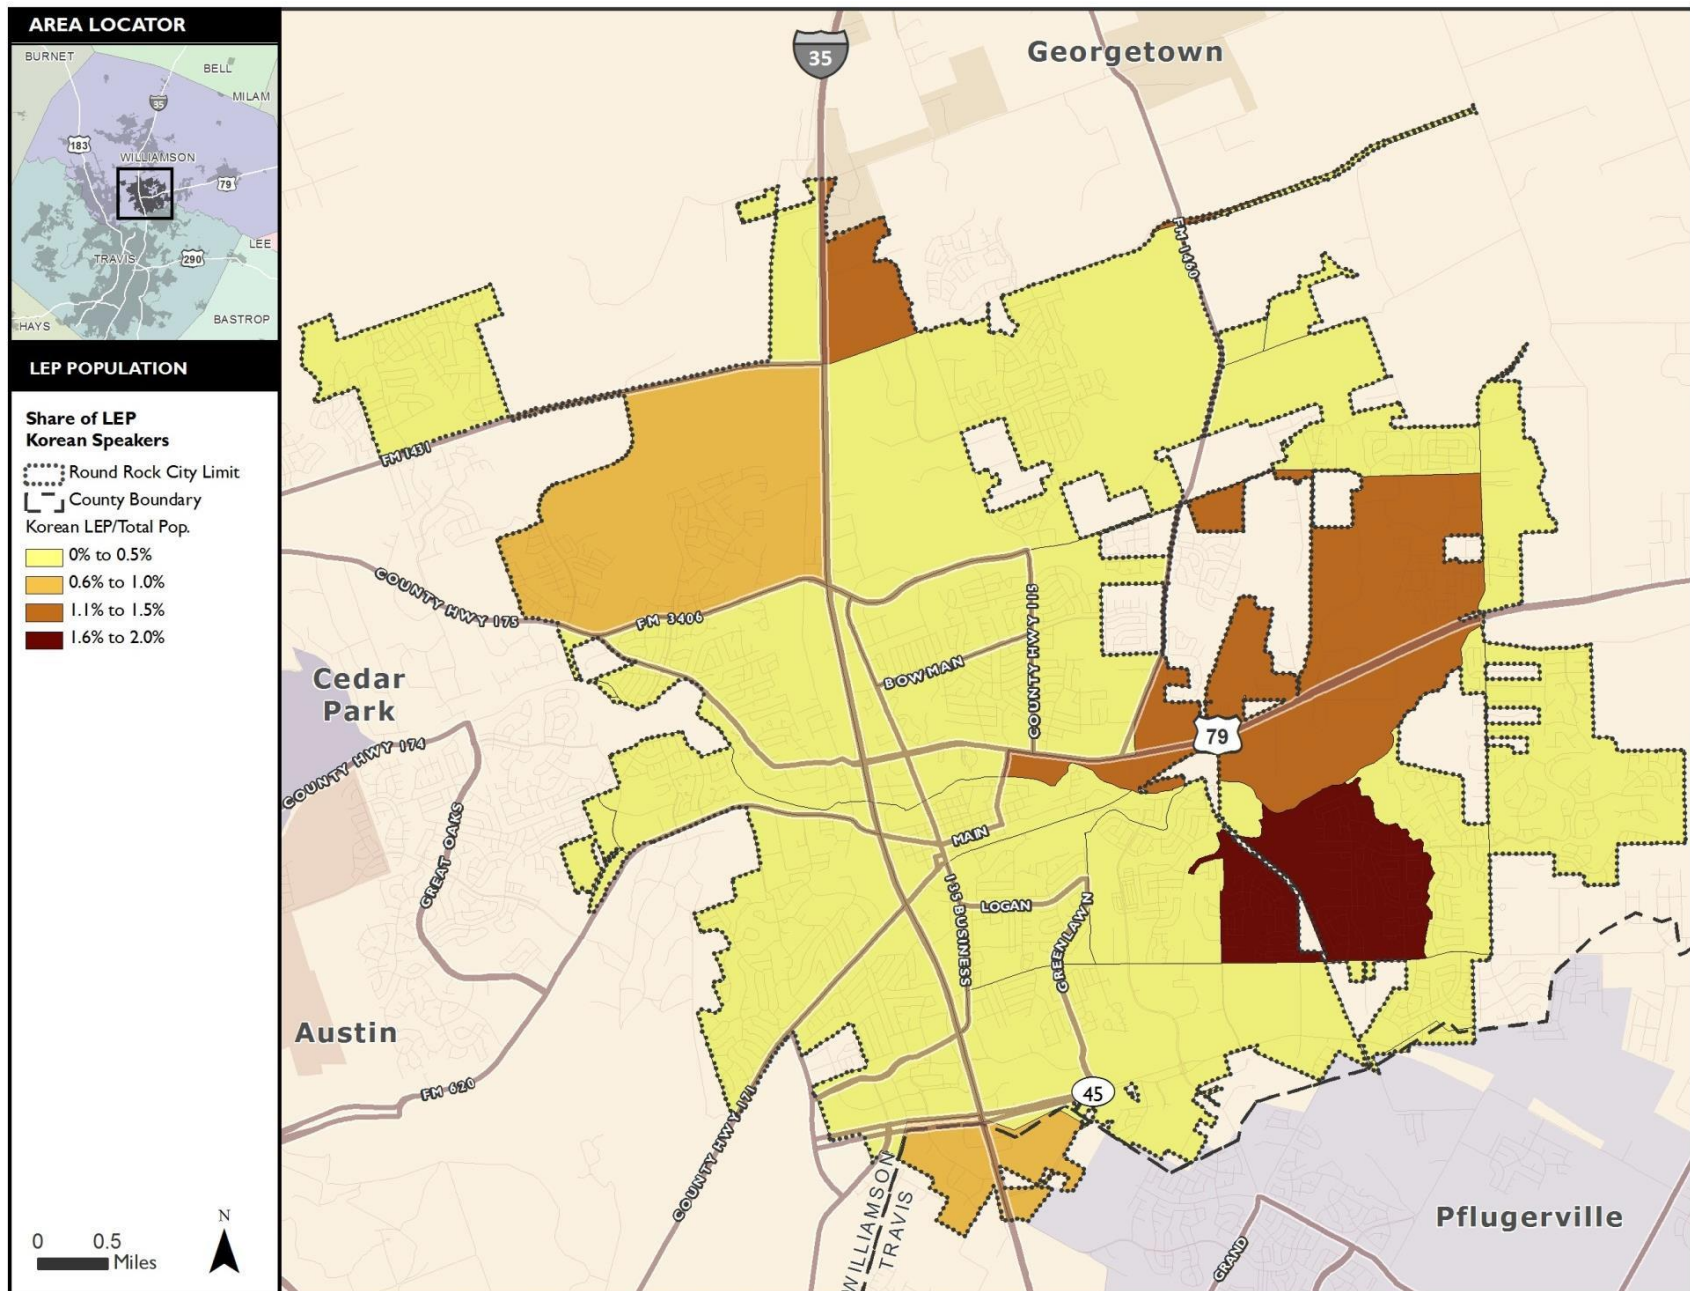 AREA LOCATOR
BURNET
BELL
MILAM
35
183
WILLIAMSON
79
LEE
TRAVIS
290
HAYS
BASTROP
LEP POPULATION
Share of LEP
Korean Speakers
Round Rock City Limit
County Boundary
Korean LEP/Total Pop.
0% to 0.5%
0.6% to 1.0%
1.1% to 1.5%
1.6% to 2.0%
0 0.5
Miles
N
35
Georgetown
FM 1460
FM 1431
COUNTY HWY 175
FM 3406
COUNTY HWY 115
BOWMAN
Cedar
Park
79
COUNTY HWY 174
GREAT OAKS
MAIN
I35 BUSINESS
LOGAN
GREENLAWN
Austin
FM 620
45
COUNTY HWY 171
WILLIAMSON
TRAVIS
Pflugerville
GRAND